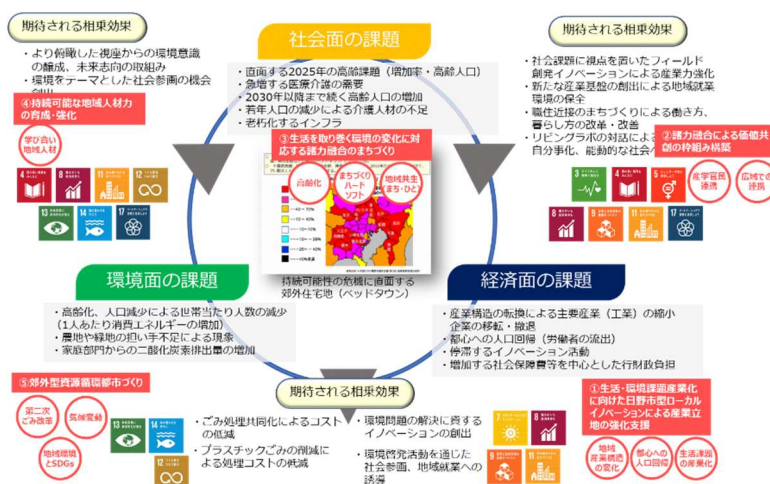 期待される相乗効果
・より俯瞰した視座からの環境意識
の醸成、未来志向の取組み
・環境をテーマとした社会参画の機会
④持続可能な地域人材力
の育成・強化
学び合い
地域人材
社会面の課題
・直面する2025年の高齢課題（増加率・高齢人口）
・急増する医療介護の需要
・2030年以降まで続く高齢人口の増加
・若年人口の減少による介護人材の不足
・老朽化するインフラ
③生活を取り巻く環境の変化に対
応する諸力融合のまちづくり
高齢化
まちづくり
ハード
ソフト
地域共生
(まち・ひと)
持続可能性の危機に直面する
郊外住宅地（ベッドタウン）
期待される相乗効果
・社会課題に視点を置いたフィールド
創発イノベーションによる産業力強化
・新たな産業基盤の創出による地域就業
環境の保全
・職住近接のまちづくりによる働き方、
暮らし方の改革・改善
・リビングラボの対話による
自分事化、能動的な社会へ
②諸力融合による価値共
創の枠組み構築
産学官民
連携
広域での
連携
環境面の課題
・高齢化、人口減少による世帯当たり人数の減少
（1人あたり消費エネルギーの増加）
・農地や緑地の担い手不足による現象
・家庭部門からの二酸化炭素排出量の増加
経済面の課題
・産業構造の転換による主要産業（工業）の縮小
企業の移転・撤退
・都心への人口回帰（労働者の流出）
・停滞するイノベーション活動
・増加する社会保障費等を中心とした行財政負担
⑤郊外型資源循環都市づくり
第二次
ごみ改革
気候変動
地域環境
とSDGs
期待される相乗効果
・ごみ処理共同化によるコスト
の低減
・プラスチックごみの削減に
よる処理コストの低減
・環境問題の解決に資する
イノベーションの創出
・環境啓発活動を通じた
社会参画、地域就業への
誘導
①生活・環境課題産業化
に向けた日野市型ローカル
イノベーションによる産業立
地の強化支援
地域
産業構造
の変化
都心への
人口回帰
生活課題
の産業化